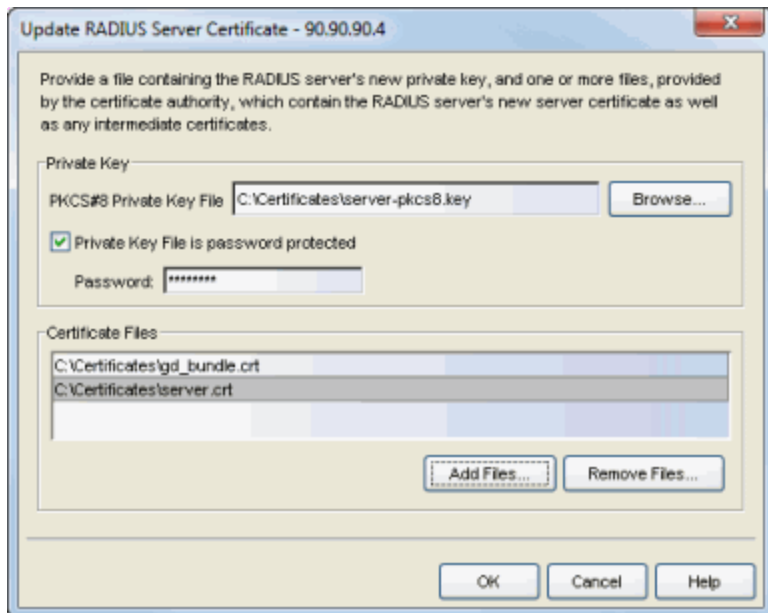 Update RADIUS Server Certificate - 90.90.90.4
Provide a file containing the RADIUS server's new private key, and one or more files, provided
by the certificate authority, which contain the RADIUS server's new server certificate as well
as any intermediate certificates.
Private Key
PKCS#8 Private Key File C:\Certificates\server-pkcs8.key Browse...
Private Key File is password protected
Password: ********
Certificate Files
C:\Certificates\gd_bundle.crt
C:\Certificates\server.crt
Add Files... Remove Files...
OK Cancel Help